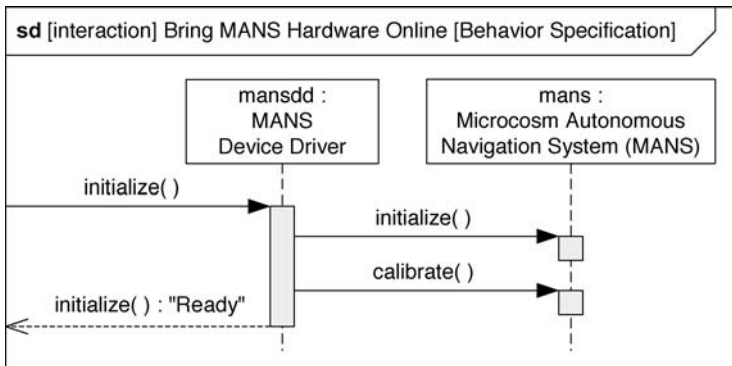 sd [interaction] Bring MANS Hardware Online [Behavior Specification]
mansdd :
MANS
Device Driver
mans :
Microcosm Autonomous
Navigation System (MANS)
initialize( )
initialize( )
calibrate( )
initialize() : "Ready"